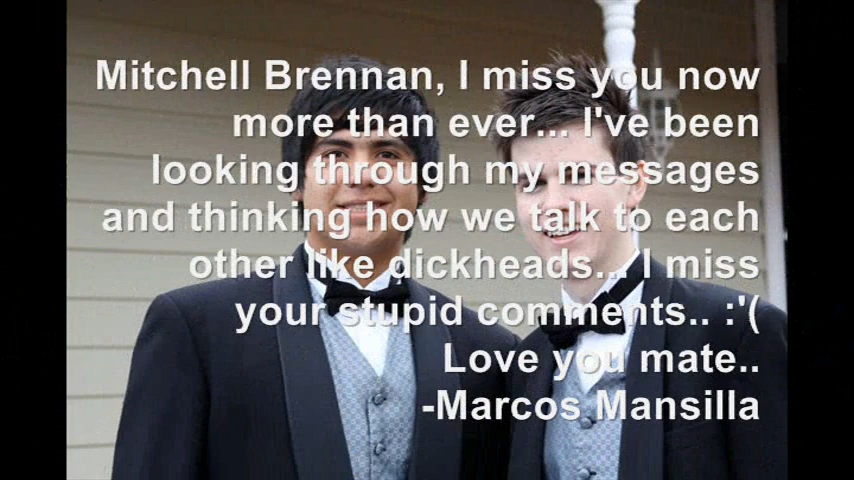 Mitchell Brennan, I miss you now
more than ever... I've been
looking through my messages
and thinking how we talk to each
other like dickheads... I miss
your stupid comments.. :'(
Love you mate..
-Marcos Mansilla